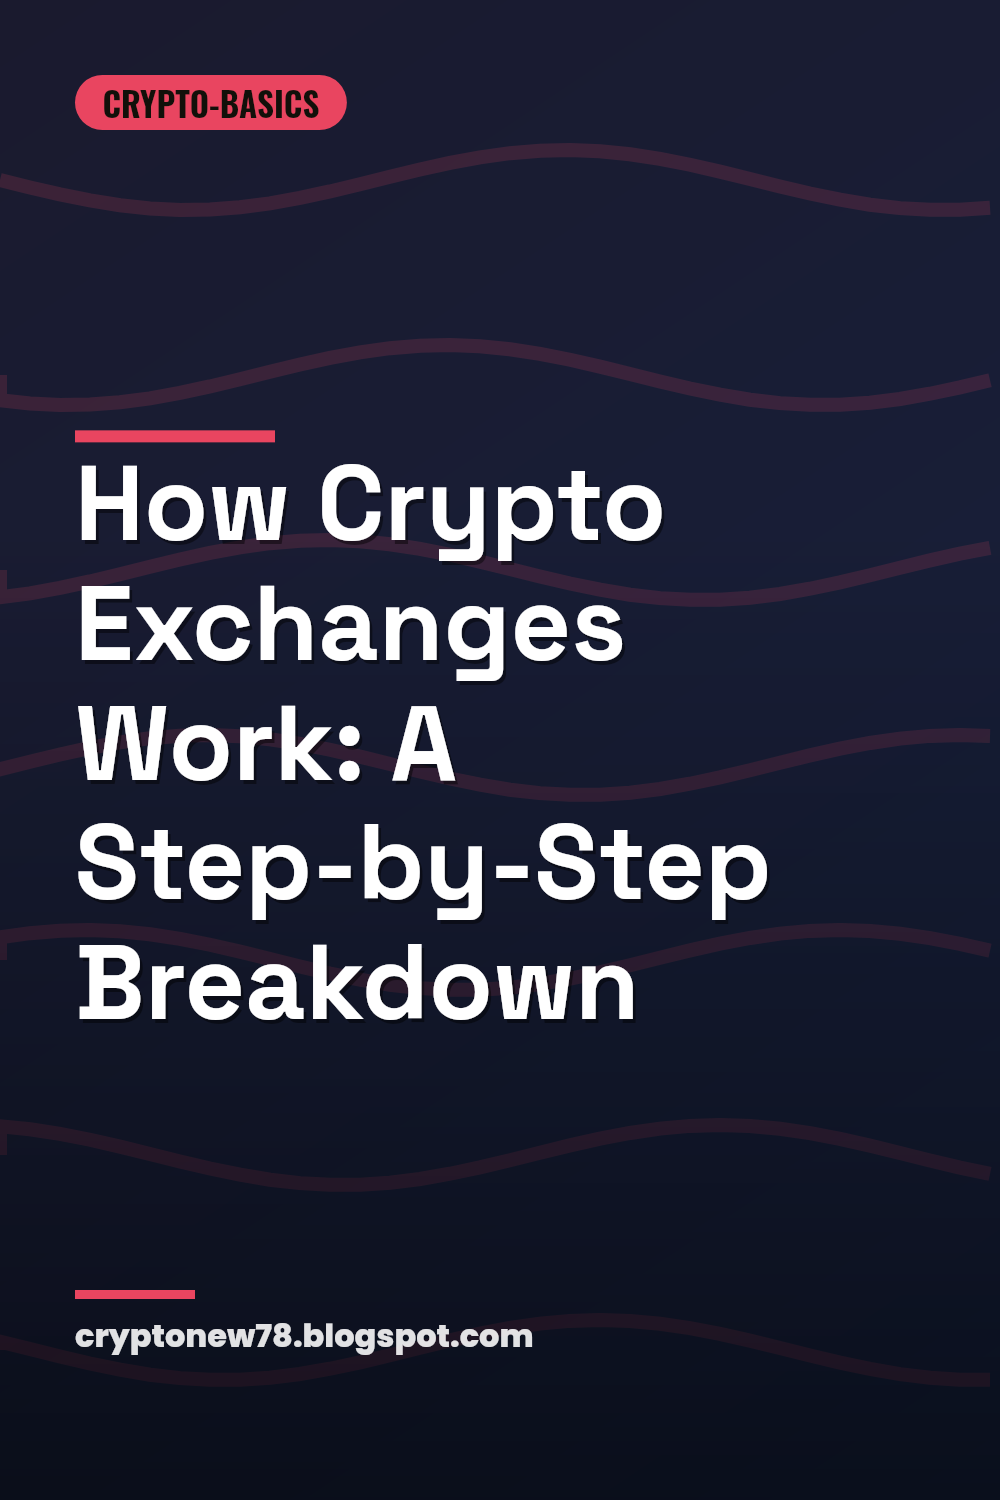 CRYPTO-BASICS
How Crypto
Exchanges
Work: A
Step-by-Step
Breakdown
cryptonew78.blogspot.com